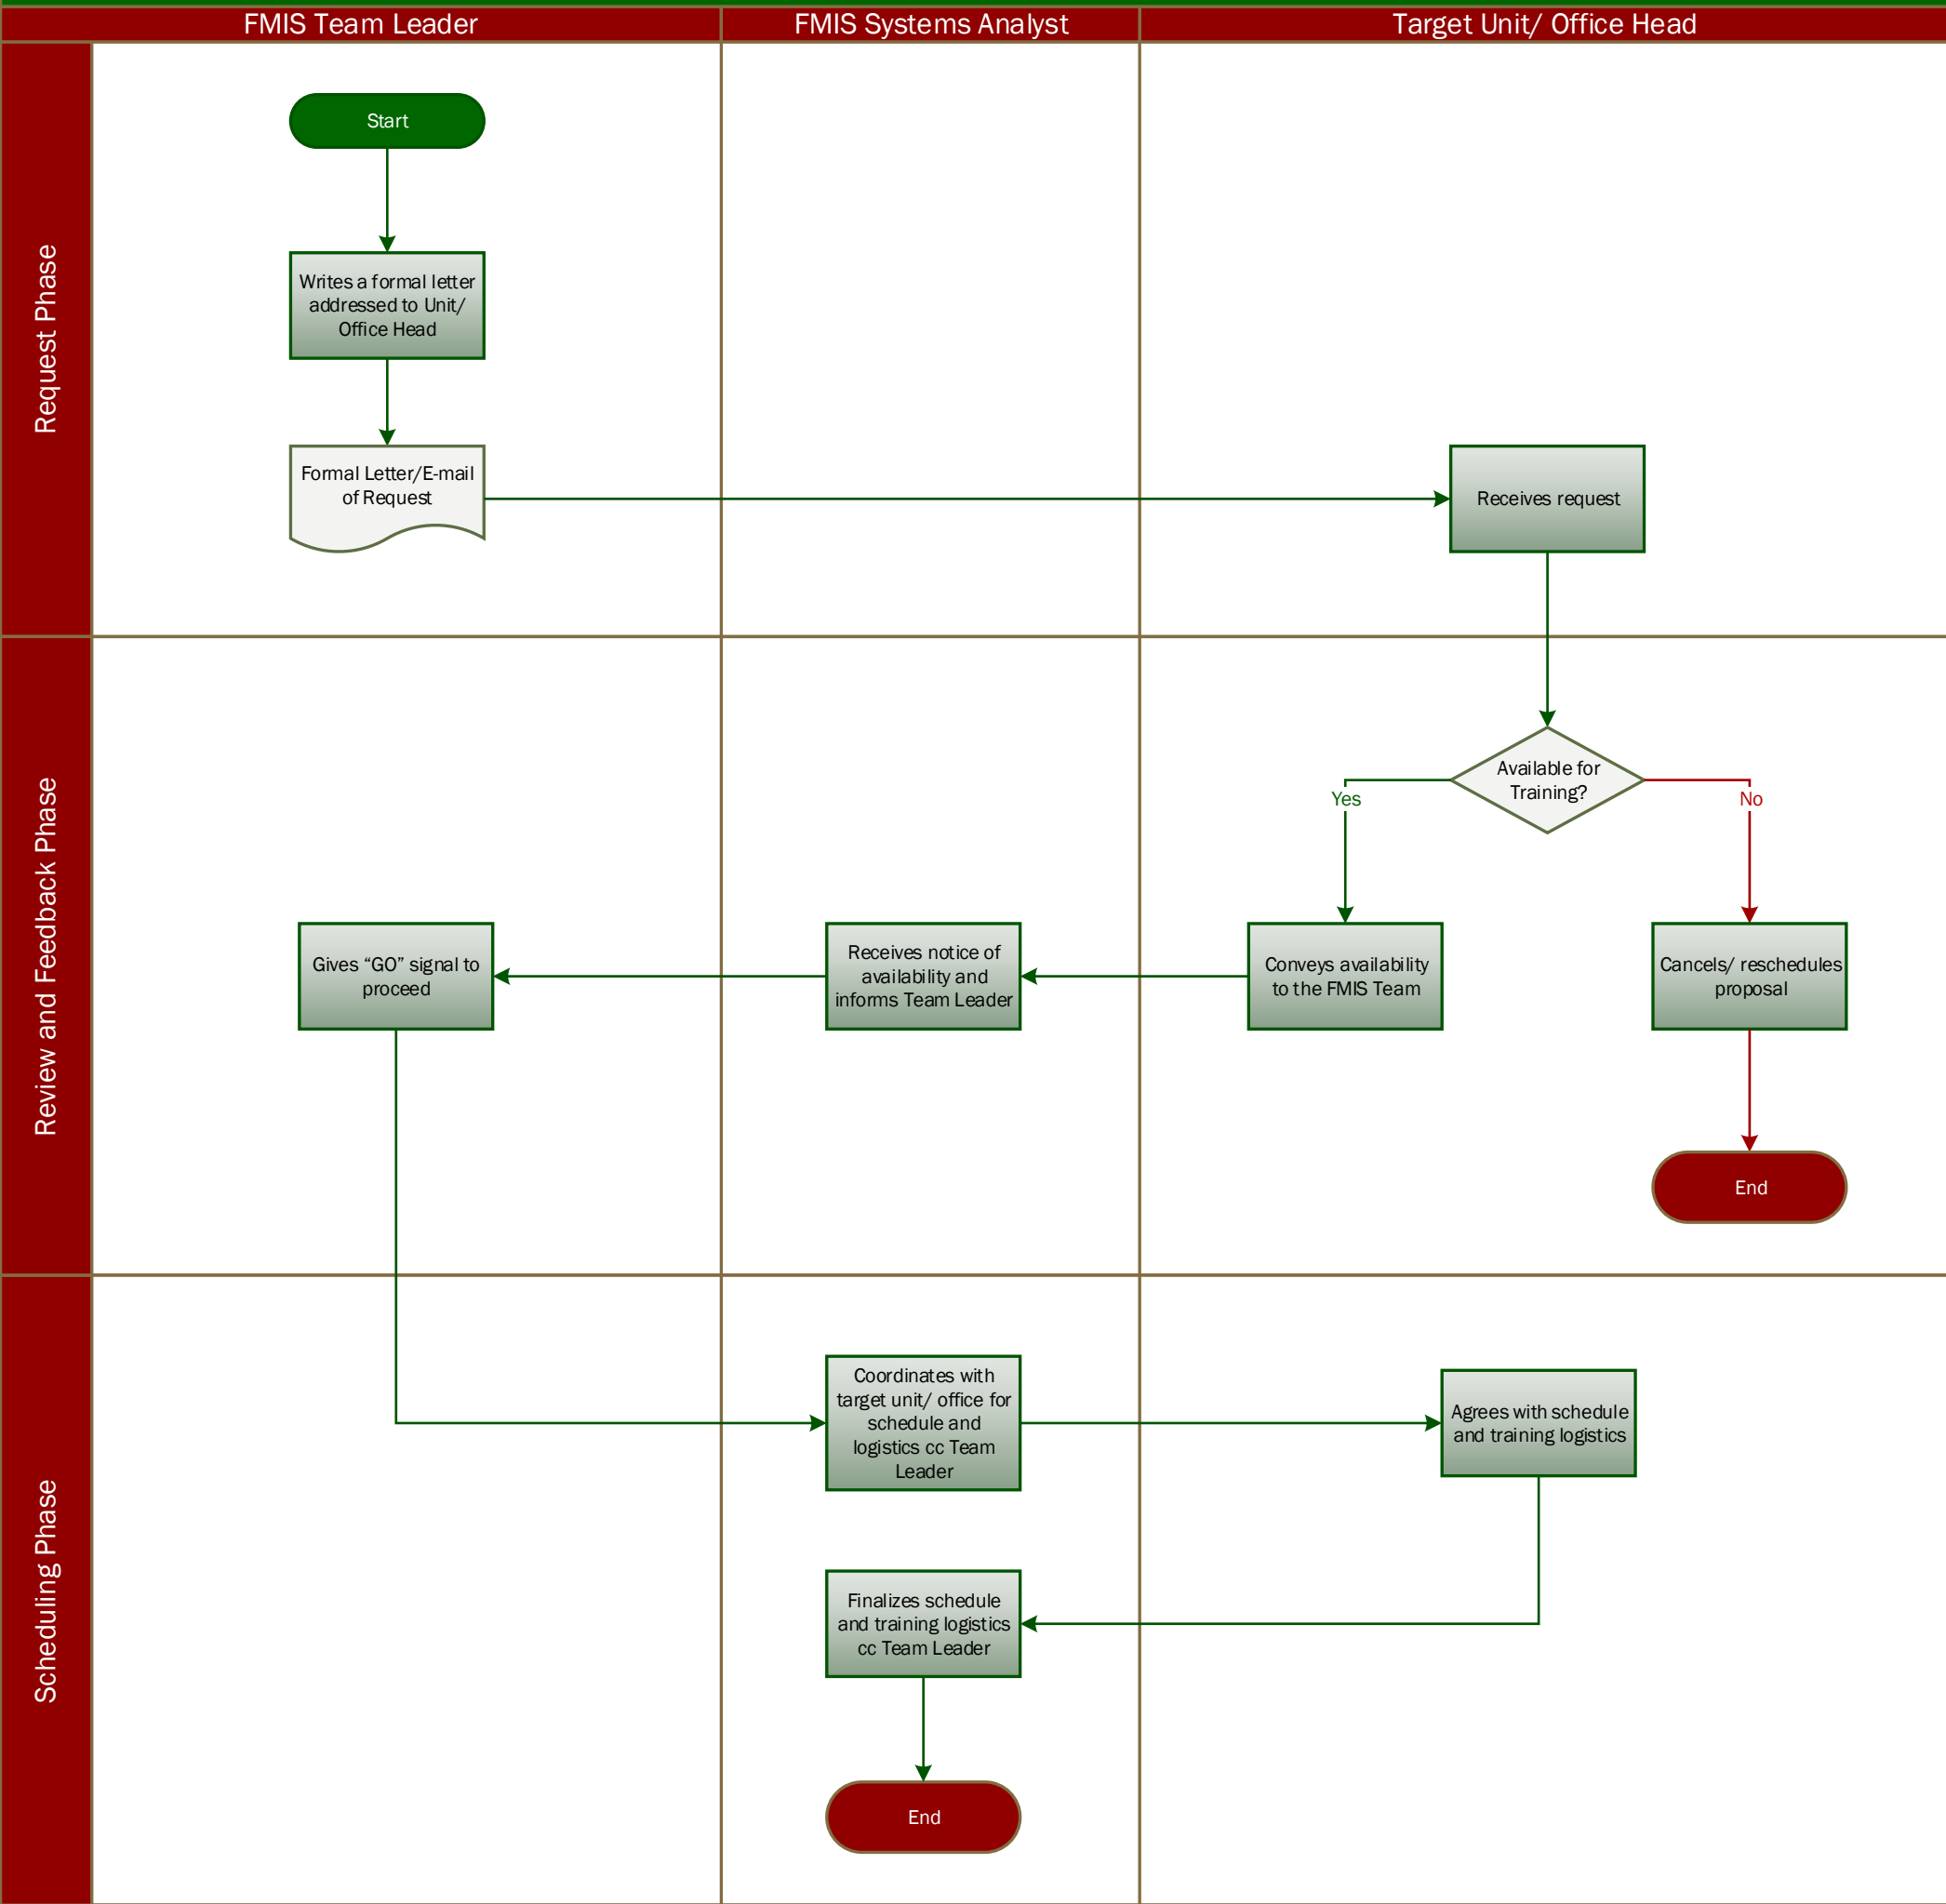 FMIS Team Leader
FMIS Systems Analyst
Target Unit/ Office Head
Request Phase
Start
Writes a formal letter
addressed to Unit/
Office Head
Formal Letter/E-mail
of Request
Receives request
Review and Feedback Phase
Available for
Training?
Yes
No
Gives “GO” signal to
proceed
Receives notice of
availability and
informs Team Leader
Conveys availability
to the FMIS Team
Cancels/ reschedules
proposal
End
Scheduling Phase
Coordinates with
target unit/ office for
schedule and
logistics cc Team
Leader
Agrees with schedule
and training logistics
Finalizes schedule
and training logistics
cc Team Leader
End